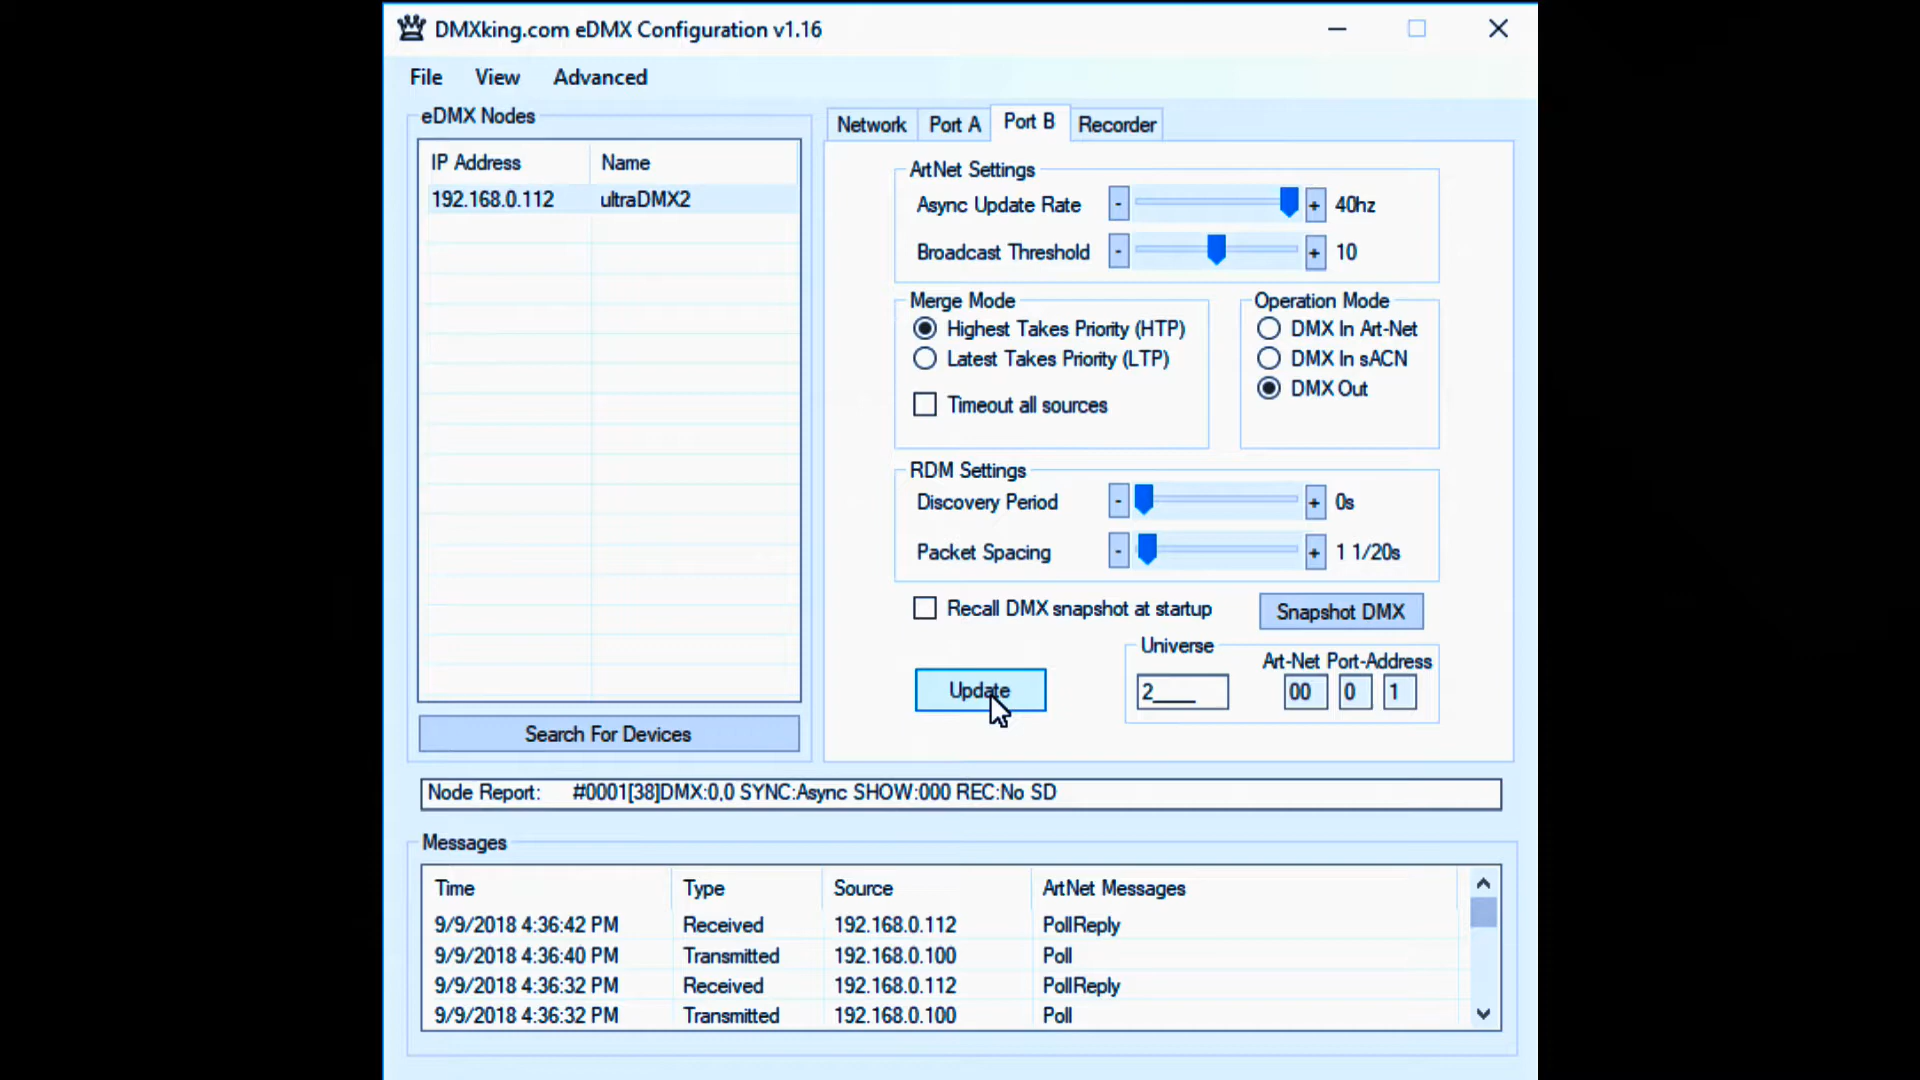 DMXking.com eDMX Configuration v1.16
File View Advanced
eDMX Nodes
IP Address Name
192.168.0.112 ultraDMX2
Search For Devices
Network Port A Port B Recorder
ArtNet Settings
Async Update Rate - + 40hz
Broadcast Threshold - + 10
Merge Mode
Highest Takes Priority (HTP)
Latest Takes Priority (LTP)
Timeout all sources
Operation Mode
DMX In Art-Net
DMX In sACN
DMX Out
RDM Settings
Discovery Period - + 0s
Packet Spacing - + 1 1/20s
Recall DMX snapshot at startup Snapshot DMX
Update
Universe
2____
Art-Net Port-Address
00 0 1
Node Report: #0001[38]DMX:0,0 SYNC:Async SHOW:000 REC:No SD
Messages
Time Type Source ArtNet Messages
9/9/2018 4:36:42 PM Received 192.168.0.112 PollReply
9/9/2018 4:36:40 PM Transmitted 192.168.0.100 Poll
9/9/2018 4:36:32 PM Received 192.168.0.112 PollReply
9/9/2018 4:36:32 PM Transmitted 192.168.0.100 Poll